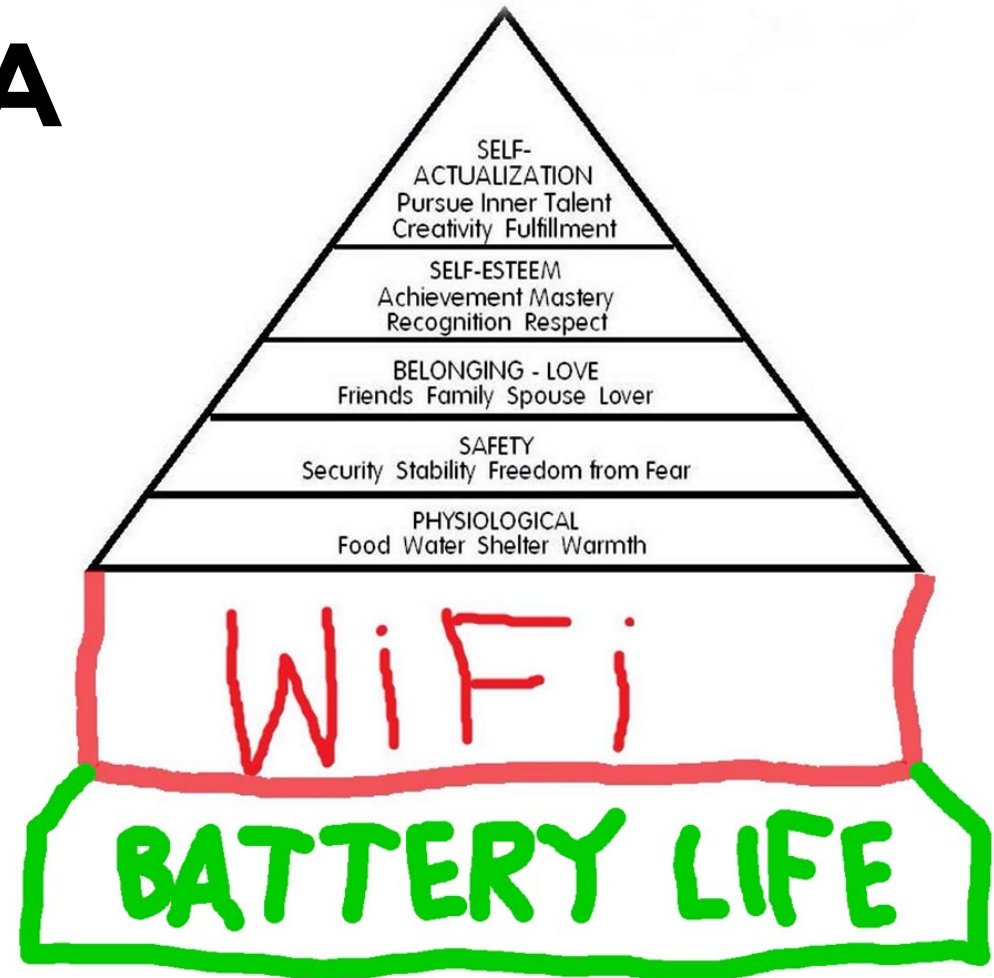 A
SELF-
ACTUALIZATION
Pursue Inner Talent
Creativity Fulfillment
SELF-ESTEEM
Achievement Mastery
Recognition Respect
BELONGING - LOVE
Friends Family Spouse Lover
SAFETY
Security Stability Freedom from Fear
PHYSIOLOGICAL
Food Water Shelter Warmth
WiFi
BATTERY LIFE